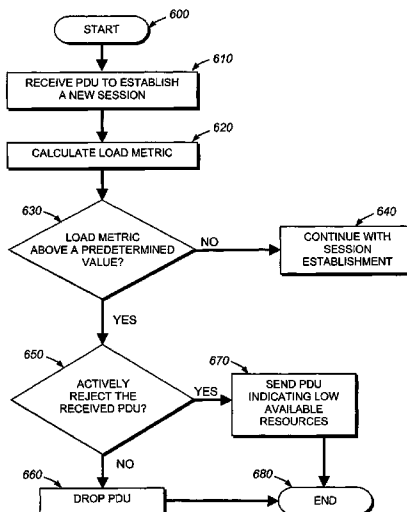 600
START
610
RECEIVE PDU TO ESTABLISH
A NEW SESSION
620
CALCULATE LOAD METRIC
630
LOAD METRIC
ABOVE A PREDETERMINED
VALUE?
NO
640
CONTINUE WITH
SESSION
ESTABLISHMENT
YES
650
ACTIVELY
REJECT THE
RECEIVED PDU?
YES
670
SEND PDU
INDICATING LOW
AVAILABLE
RESOURCES
NO
660
DROP PDU
680
END